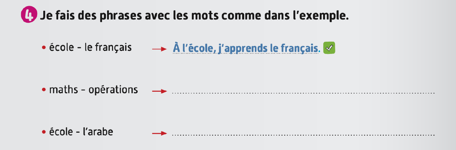 4 Je fais des phrases avec les mots comme dans l'exemple.
• école - le français → À l'école, j'apprends le français.
• maths - opérations → ........................
• école - l'arabe → ........................